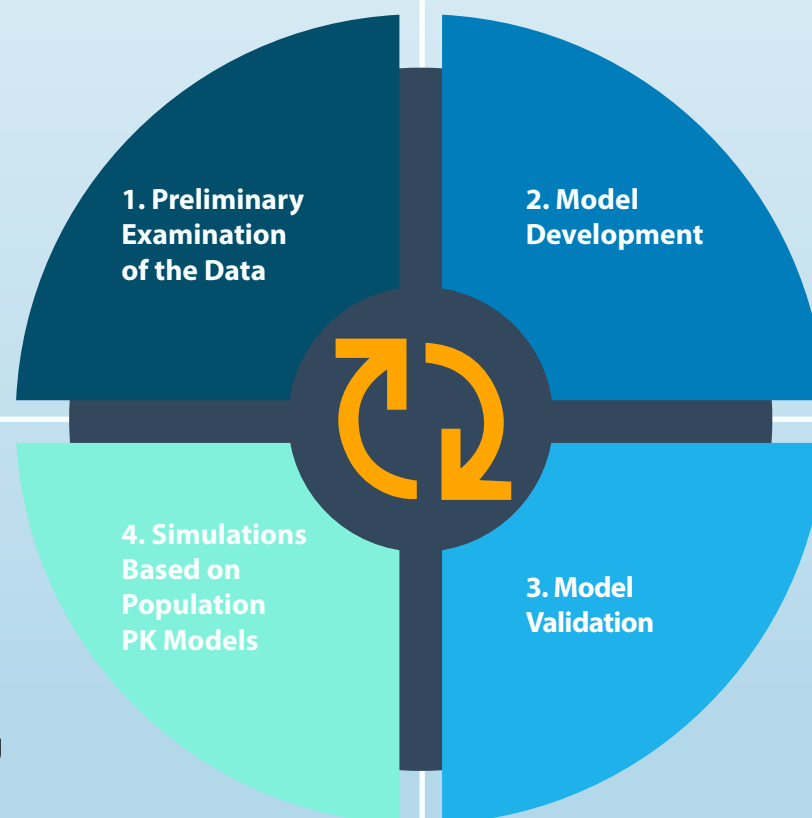 1. Preliminary
Examination
of the Data
2. Model
Development
3. Model
Validation
4. Simulations
Based on
Population
PK Models